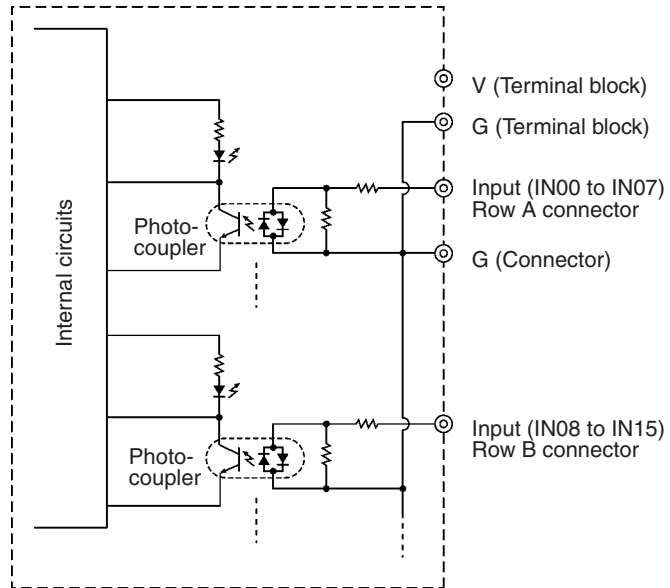 V (Terminal block)
G (Terminal block)
Input (IN00 to IN07)
Row A connector
Photo-
coupler
G (Connector)
Internal circuits
Input (IN08 to IN15)
Row B connector
Photo-
coupler